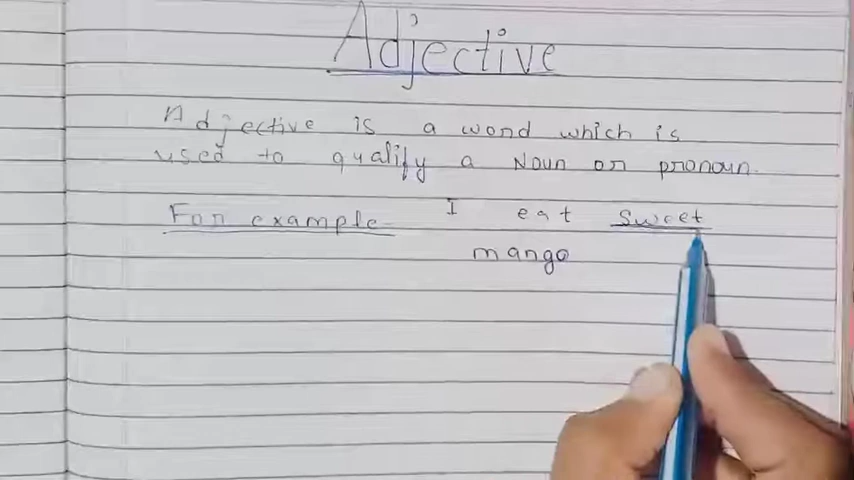 Adjective
Adjective is a word which is
used to qualify a Noun or pronoun.
For example- I eat sweet
mango